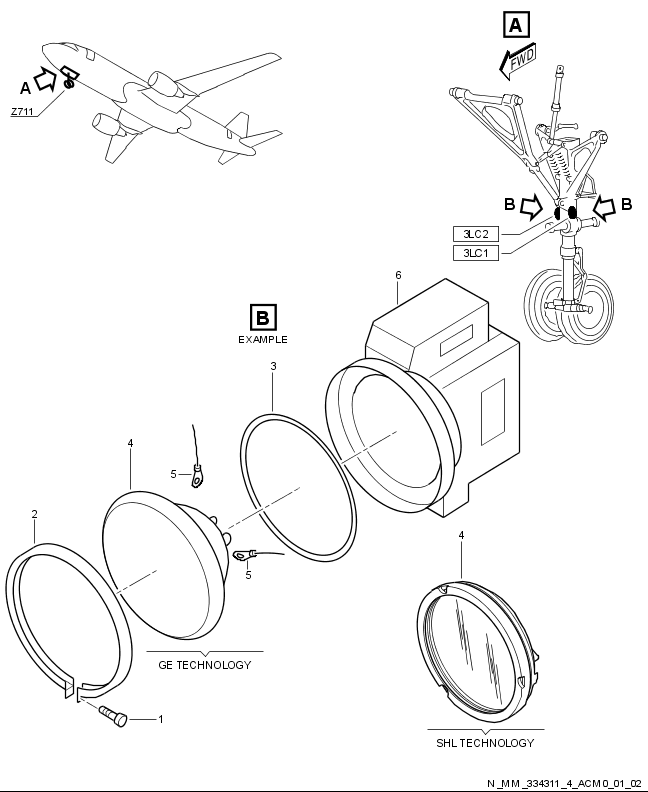 A
FWD
A
Z711
B
B
3LC2
3LC1
6
B
EXAMPLE
3
4
5
2
5
4
GE TECHNOLOGY
1
SHL TECHNOLOGY
N_MM_334311_4_ACM0_01_02